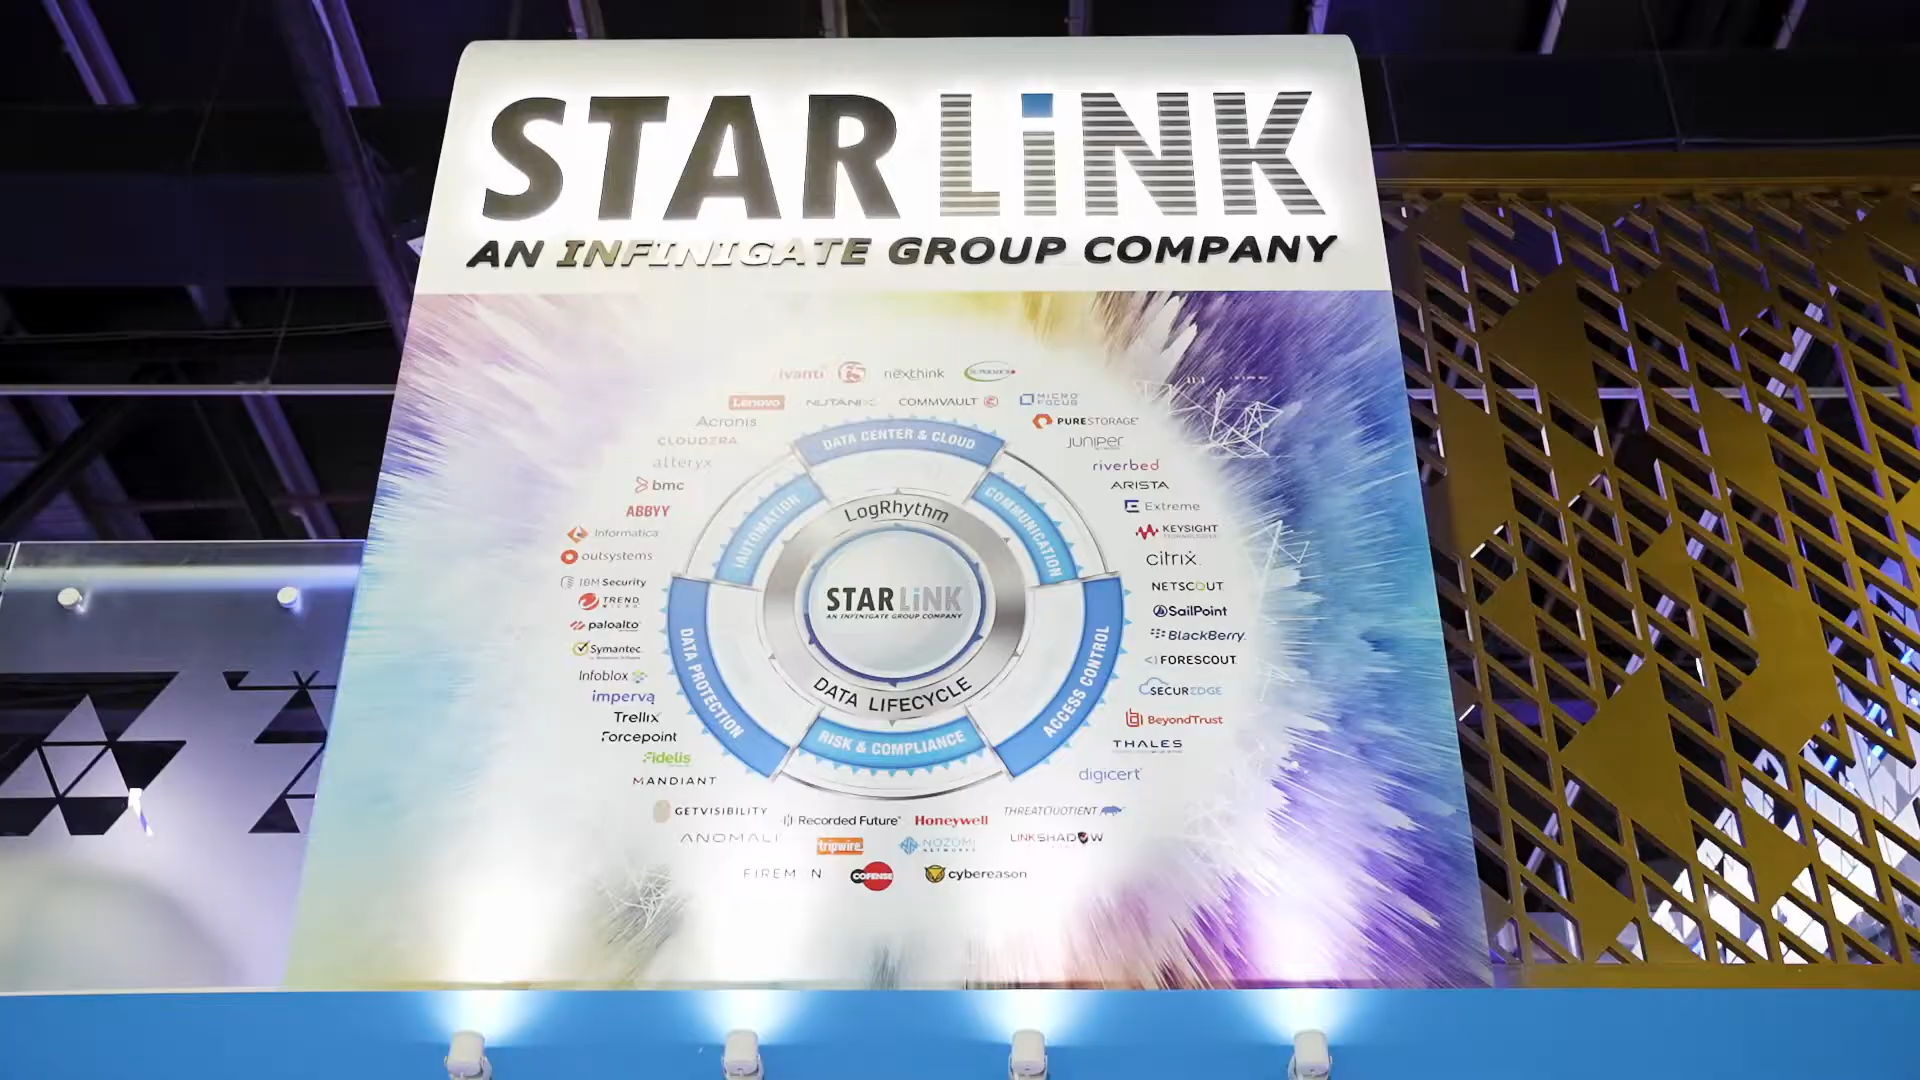 STARLiNK
AN INFINIGATE GROUP COMPANY
ivanti
nexthink
SUPERMICRO
Lenovo
NUTANIX
COMMVAULT
MICRO FOCUS
Acronis
PURESTORAGE
CLOUDERA
JUNIPER
alteryx
riverbed
bmc
ARISTA
ABBYY
Extreme
Informatica
KEYSIGHT
TECHNOLOGIES
outsystems
citrix
IBM Security
NETSCOUT
TREND
MICRO
SailPoint
paloalto
BlackBerry
Symantec
FORESCOUT
Infoblox
SECUREDGE
imperva
BeyondTrust
Trellix
THALES
Forcepoint
digicert
Fidelis
MANDIANT
GETVISIBILITY
Recorded Future
Honeywell
THREATQUOTIENT
ANOMALI
tripwire
NOZOMI
NETWORKS
LINKSHADOW
FIREMON
COFENSE
cybereason
DATA CENTER & CLOUD
AUTOMATION
COMMUNICATION
LogRhythm
STARLiNK
AN INFINIGATE GROUP COMPANY
DATA LIFECYCLE
DATA PROTECTION
ACCESS CONTROL
RISK & COMPLIANCE